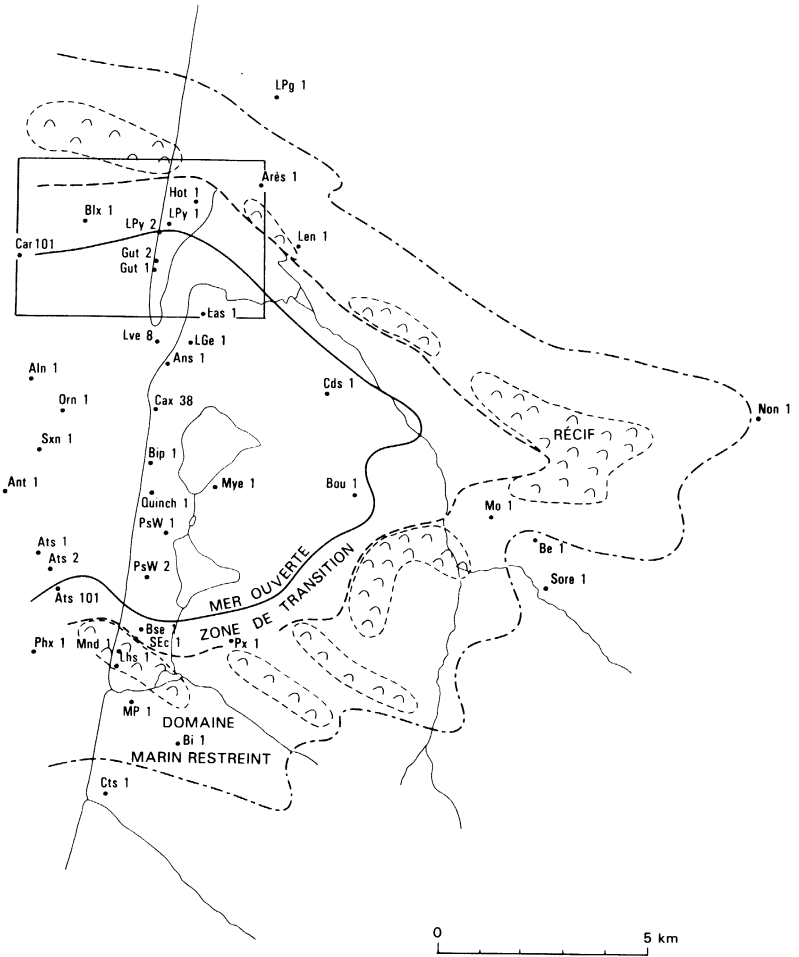 LPg 1
Arès 1
Hot 1
Blx 1
LPy 1
LPy 2
Len 1
Car 101
Gut 2
Gut 1
Las 1
Lve 8
LGe 1
Ans 1
Aln 1
Cds 1
Orn 1
Cax 38
Non 1
RÉCIF
Sxn 1
Bip 1
Ant 1
Mye 1
Bou 1
Quinch 1
Mo 1
PsW 1
Ats 1
Be 1
Ats 2
PsW 2
Sore 1
Ats 101
MER OUVERTE
ZONE DE TRANSITION
Bse 1
Phx 1
Mnd 1
SEc 1
Px 1
Lhs 1
MP 1
DOMAINE
Bi 1
MARIN RESTREINT
Cts 1
0
5 km